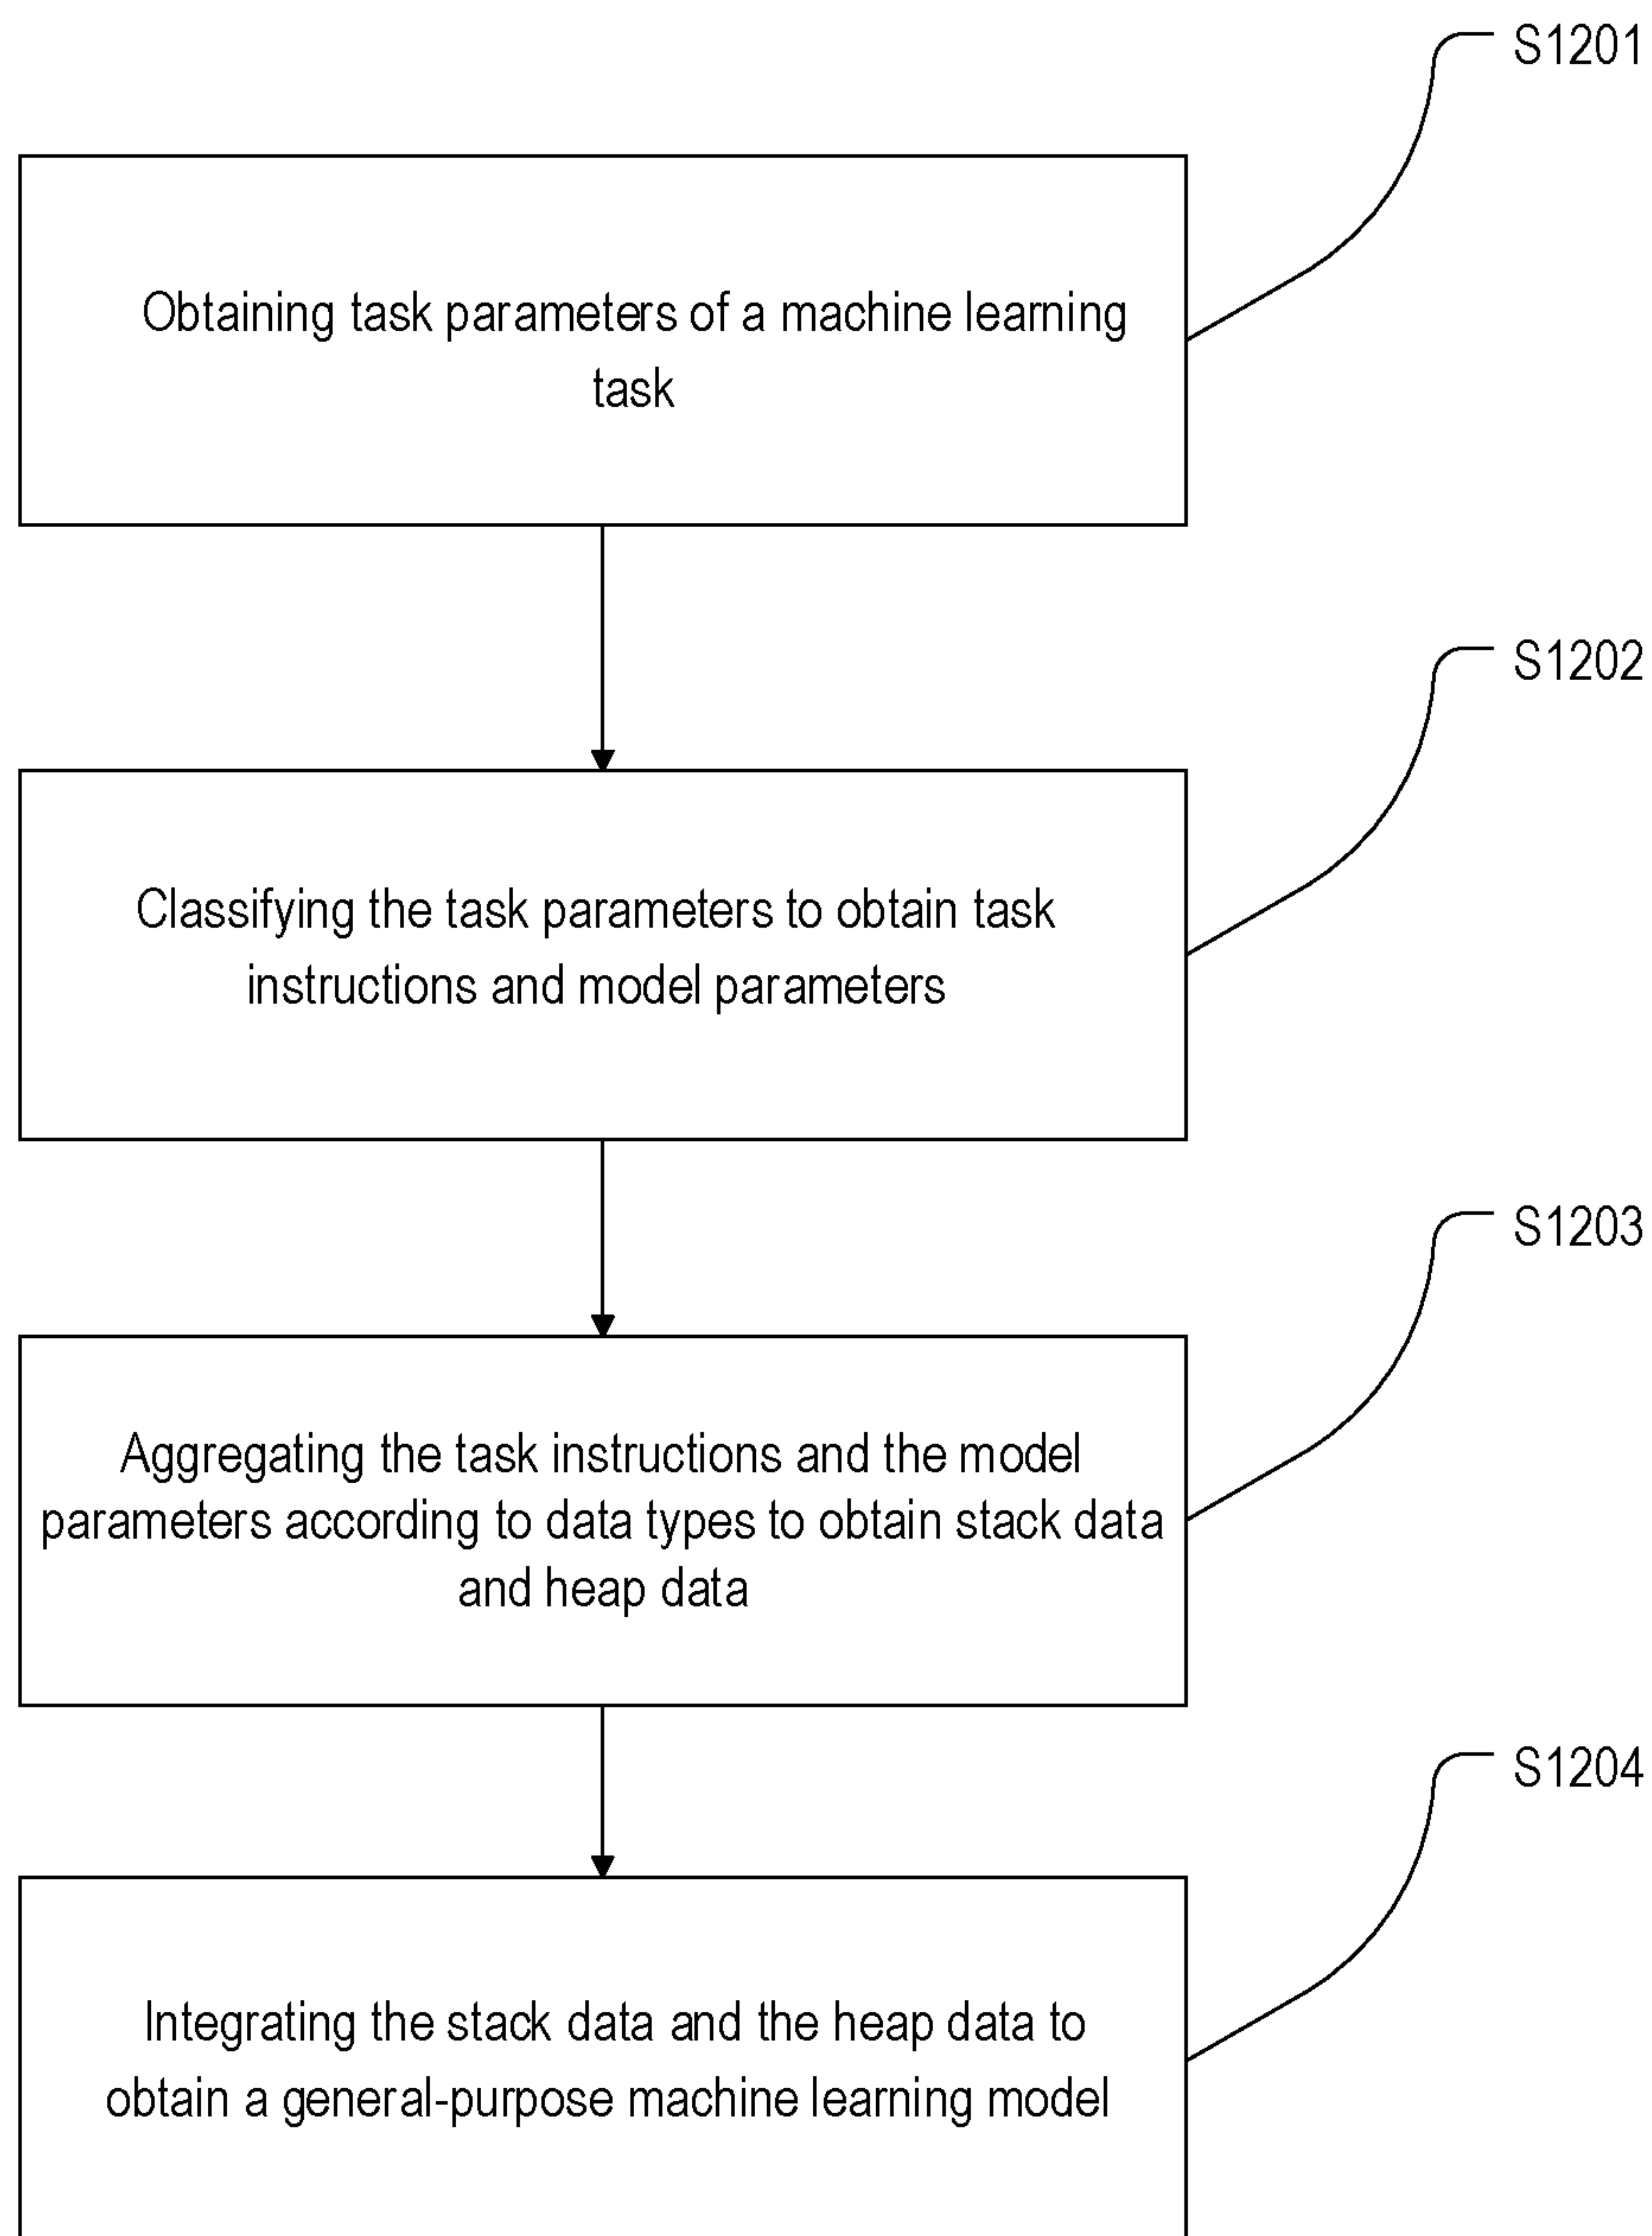 S1201
Obtaining task parameters of a machine learning
task
S1202
Classifying the task parameters to obtain task
instructions and model parameters
S1203
Aggregating the task instructions and the model
parameters according to data types to obtain stack data
and heap data
S1204
Integrating the stack data and the heap data to
obtain a general-purpose machine learning model